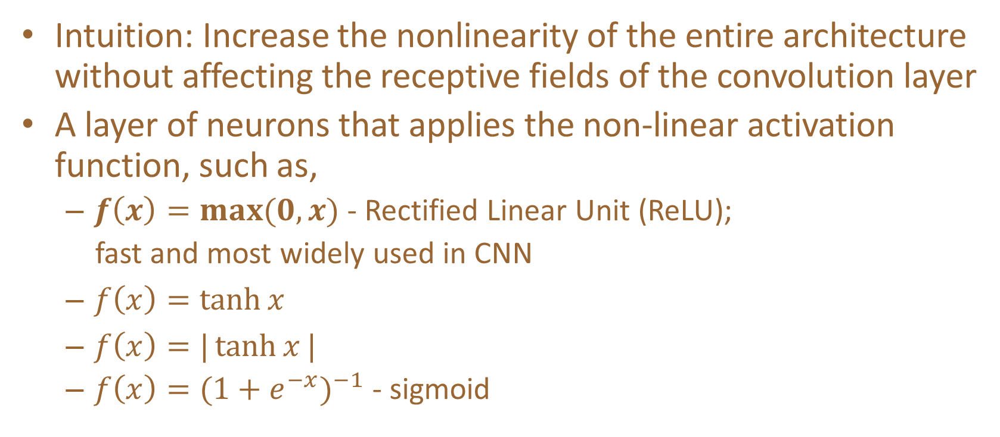 • Intuition: Increase the nonlinearity of the entire architecture
without affecting the receptive fields of the convolution layer
• A layer of neurons that applies the non-linear activation
function, such as,
– f(x) = max(0, x) - Rectified Linear Unit (ReLU);
fast and most widely used in CNN
– f(x) = tanh x
– f(x) = | tanh x |
– f(x) = (1 + e⁻ˣ)⁻¹ - sigmoid